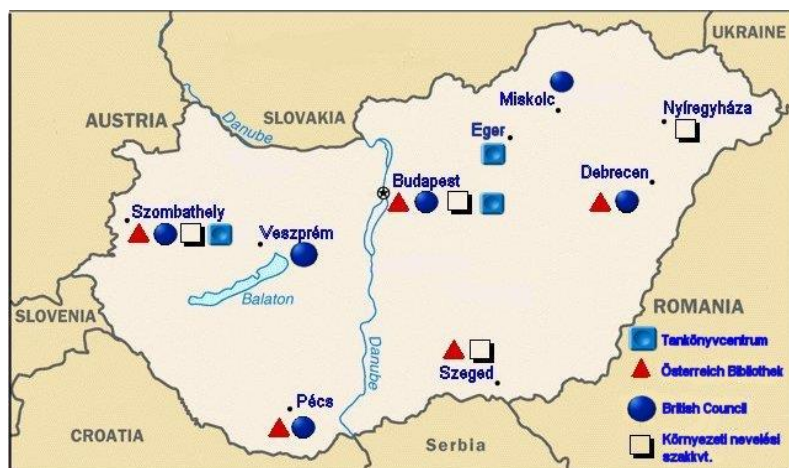 UKRAINE
SLOVAKIA
AUSTRIA
Danube
Miskolc
Nyíregyháza
Eger
Debrecen
Budapest
Szombathely
Veszprém
Balaton
SLOVENIA
ROMANIA
Danube
Tankönyvcentrum
Österreich Bibliothek
Szeged
Pécs
British Council
CROATIA
Serbia
Környezeti nevelési
szakkvt.